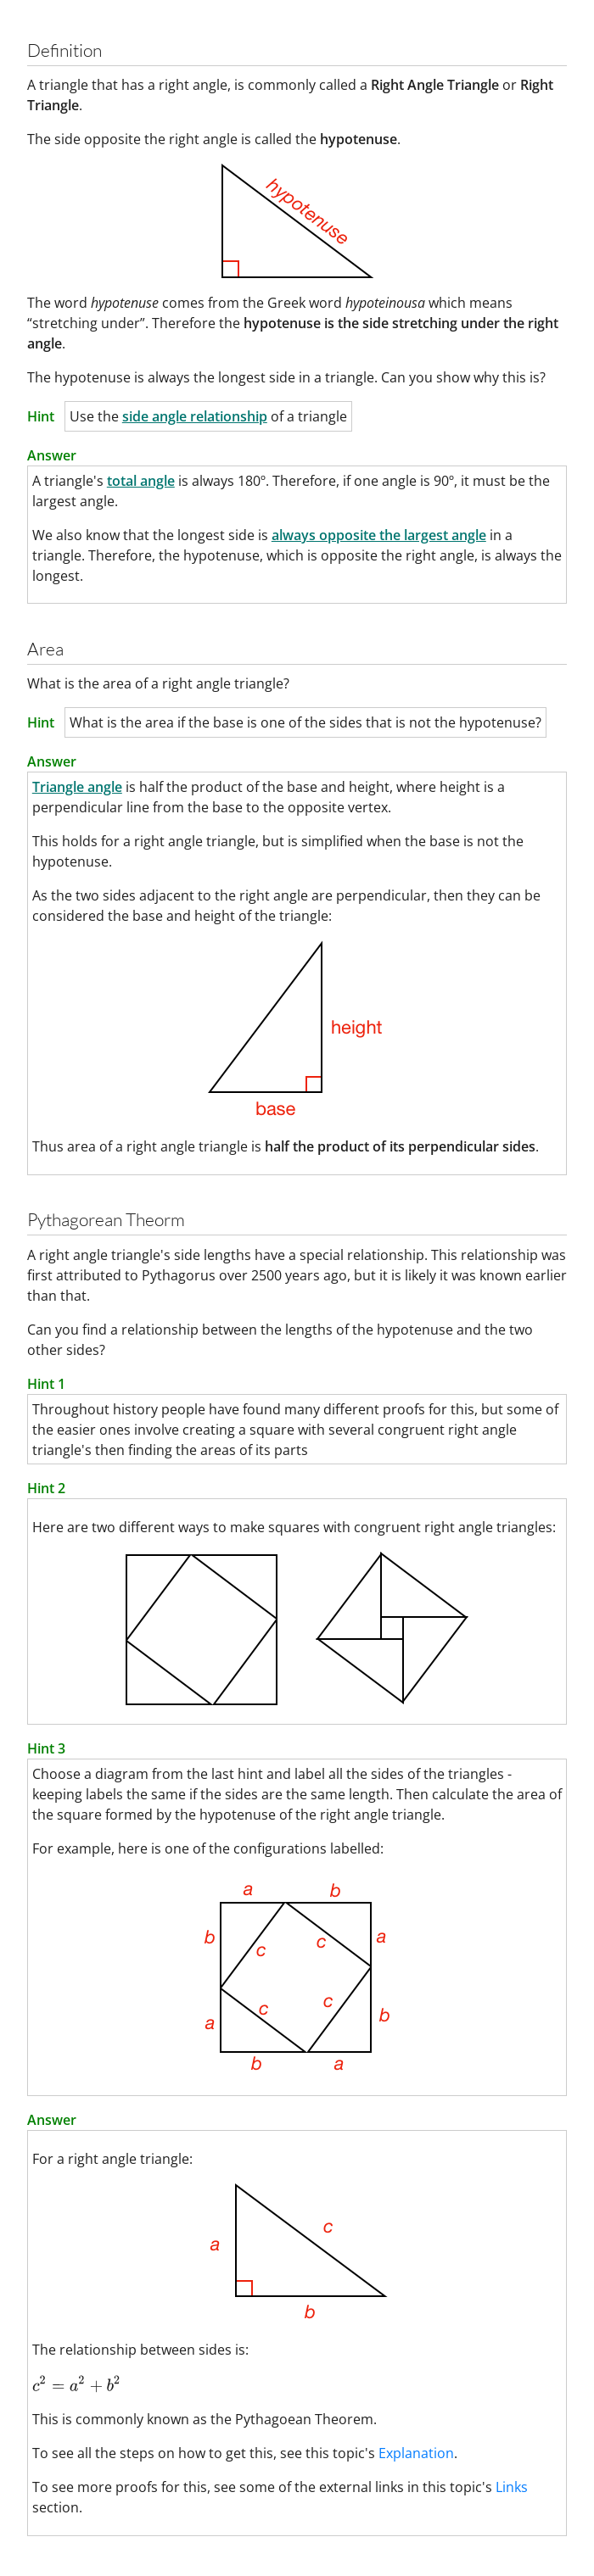 Definition
A triangle that has a right angle, is commonly called a Right Angle Triangle or Right
Triangle.
The side opposite the right angle is called the hypotenuse.
hypotenuse
The word hypotenuse comes from the Greek word hypoteinousa which means
“stretching under”. Therefore the hypotenuse is the side stretching under the right
angle.
The hypotenuse is always the longest side in a triangle. Can you show why this is?
Hint Use the side angle relationship of a triangle
Answer
A triangle's total angle is always 180º. Therefore, if one angle is 90º, it must be the
largest angle.
We also know that the longest side is always opposite the largest angle in a
triangle. Therefore, the hypotenuse, which is opposite the right angle, is always the
longest.
Area
What is the area of a right angle triangle?
Hint What is the area if the base is one of the sides that is not the hypotenuse?
Answer
Triangle angle is half the product of the base and height, where height is a
perpendicular line from the base to the opposite vertex.
This holds for a right angle triangle, but is simplified when the base is not the
hypotenuse.
As the two sides adjacent to the right angle are perpendicular, then they can be
considered the base and height of the triangle:
height
base
Thus area of a right angle triangle is half the product of its perpendicular sides.
Pythagorean Theorm
A right angle triangle's side lengths have a special relationship. This relationship was
first attributed to Pythagorus over 2500 years ago, but it is likely it was known earlier
than that.
Can you find a relationship between the lengths of the hypotenuse and the two
other sides?
Hint 1
Throughout history people have found many different proofs for this, but some of
the easier ones involve creating a square with several congruent right angle
triangle's then finding the areas of its parts
Hint 2
Here are two different ways to make squares with congruent right angle triangles:
Hint 3
Choose a diagram from the last hint and label all the sides of the triangles -
keeping labels the same if the sides are the same length. Then calculate the area of
the square formed by the hypotenuse of the right angle triangle.
For example, here is one of the configurations labelled:
a b
b c c a
a c c b
b a
Answer
For a right angle triangle:
c
a
b
The relationship between sides is:
c² = a² + b²
This is commonly known as the Pythagoean Theorem.
To see all the steps on how to get this, see this topic's Explanation.
To see more proofs for this, see some of the external links in this topic's Links
section.